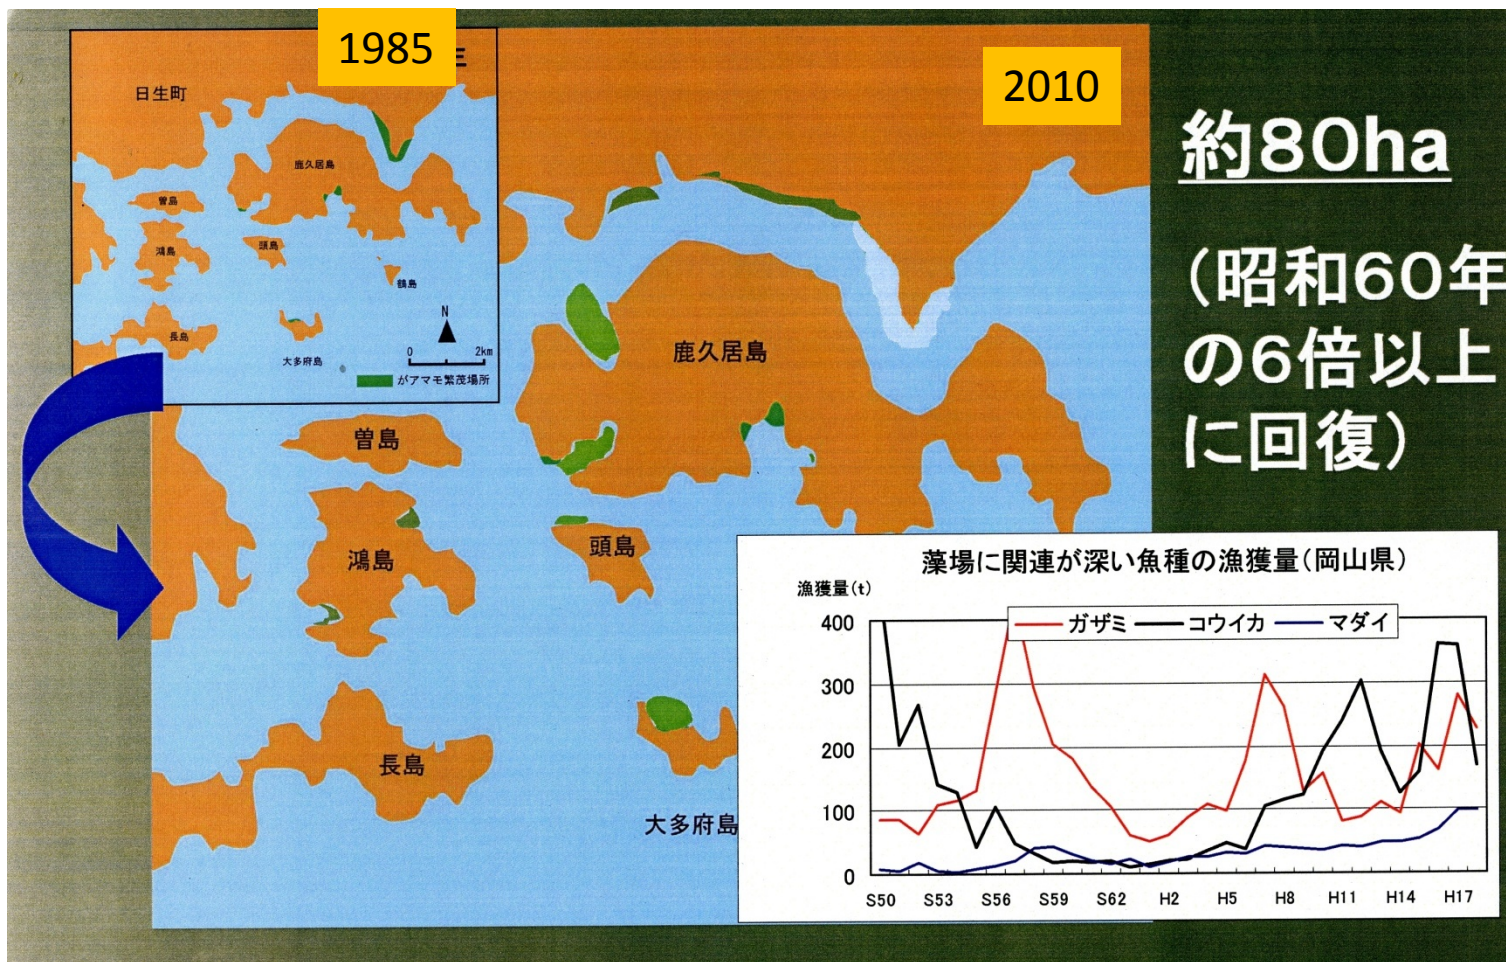 1985
日生町
鹿久居島
曽島
鴻島
頭島
鶴島
長島
大多府島
N
0 2km
がアマモ繁茂場所
2010
鹿久居島
曽島
鴻島
頭島
長島
大多府島
約80ha
（昭和60年
の6倍以上
に回復）
藻場に関連が深い魚種の漁獲量（岡山県）
漁獲量（t）
ガザミ コウイカ マダイ
400
300
200
100
0
S50 S53 S56 S59 S62 H2 H5 H8 H11 H14 H17